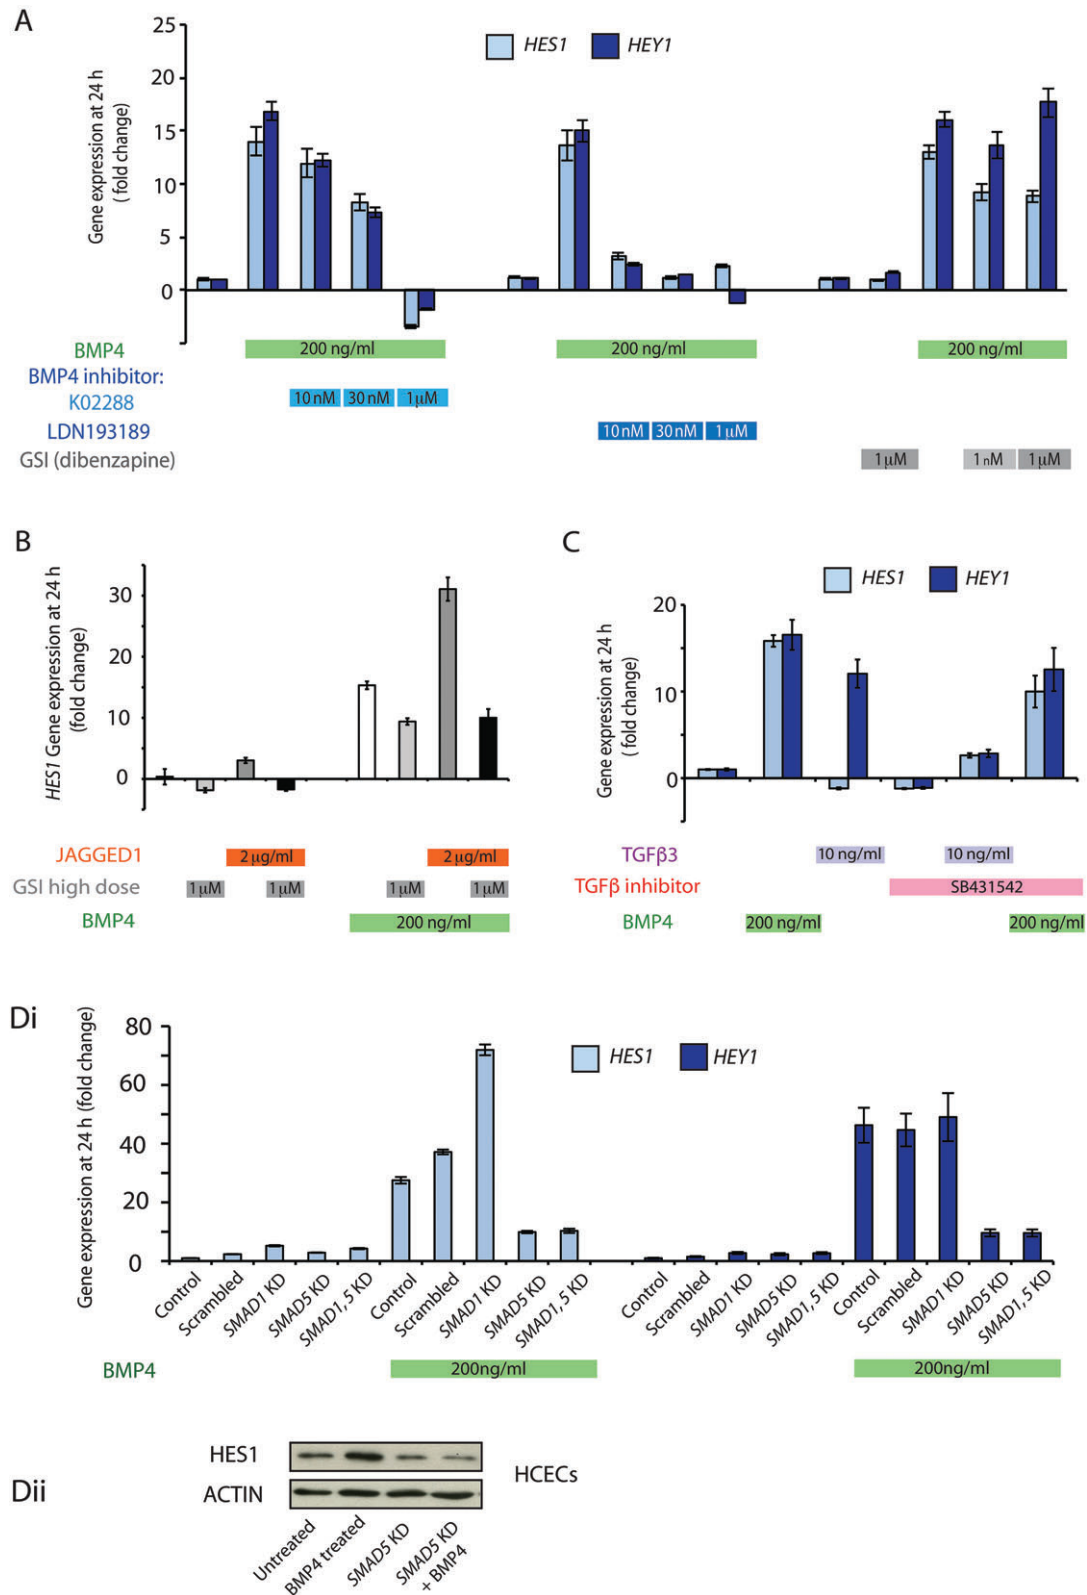 A
Gene expression at 24 h
( fold change)
25
20
15
10
5
0
HES1 HEY1
BMP4 200 ng/ml 200 ng/ml 200 ng/ml
BMP4 inhibitor:
K02288 10 nM 30 nM 1μM
LDN193189 10 nM 30 nM 1 μM
GSI (dibenzapine) 1 μM 1 nM 1 μM
B
HES1 Gene expression at 24 h
(fold change)
30
20
10
0
JAGGED1 2 μg/ml 2 μg/ml
GSI high dose 1 μM 1 μM 1 μM 1 μM
BMP4 200 ng/ml
C
HES1 HEY1
Gene expression at 24 h
( fold change)
20
10
0
TGFβ3 10 ng/ml 10 ng/ml
TGFβ inhibitor SB431542
BMP4 200 ng/ml 200 ng/ml
Di
Gene expression at 24 h (fold change)
80
60
40
20
0
HES1 HEY1
Control
Scrambled
SMAD1 KD
SMAD5 KD
SMAD1, 5 KD
Control
Scrambled
SMAD1 KD
SMAD5 KD
SMAD1, 5 KD
Control
Scrambled
SMAD1 KD
SMAD5 KD
SMAD1, 5 KD
Control
Scrambled
SMAD1 KD
SMAD5 KD
SMAD1, 5 KD
BMP4 200ng/ml 200ng/ml
Dii
HES1
ACTIN
HCECs
Untreated
BMP4 treated
SMAD5 KD
SMAD5 KD
+ BMP4